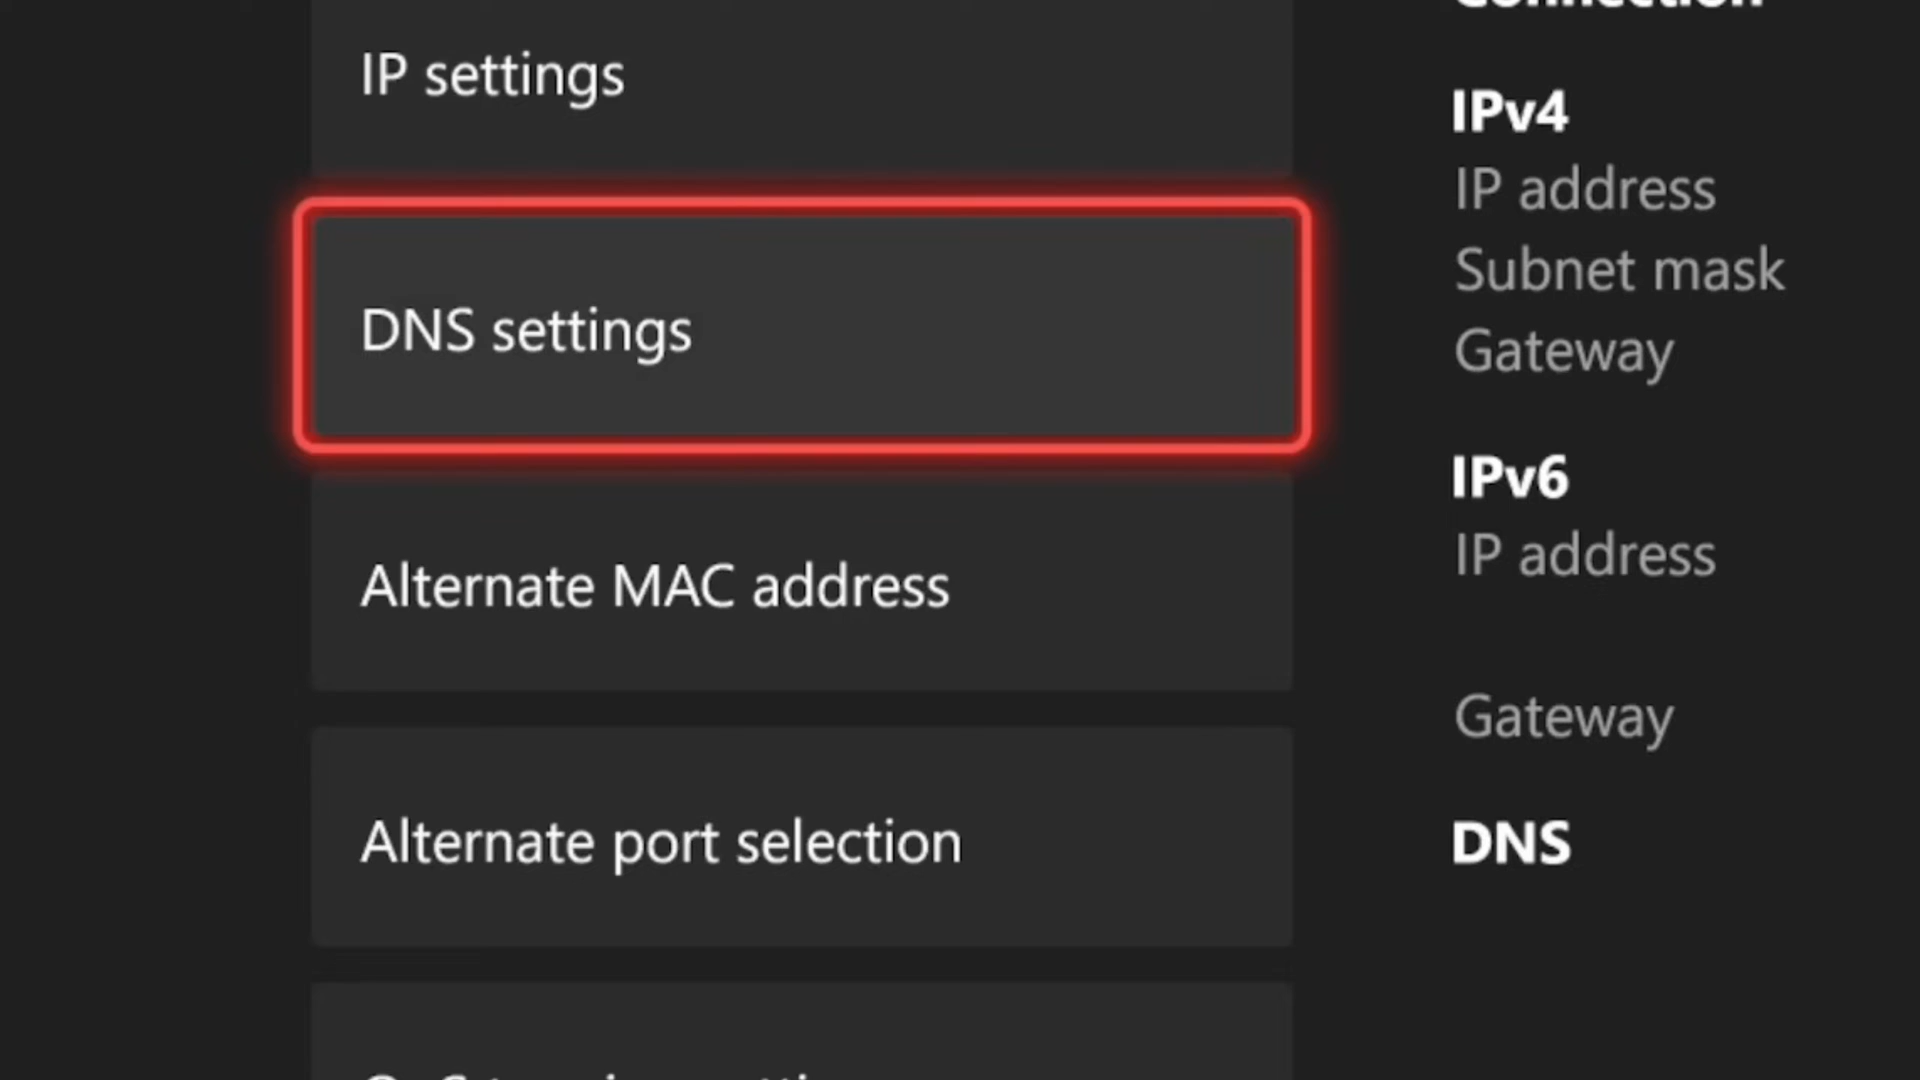 IP settings
DNS settings
Alternate MAC address
Alternate port selection
Connection
IPv4
IP address
Subnet mask
Gateway
IPv6
IP address
Gateway
DNS